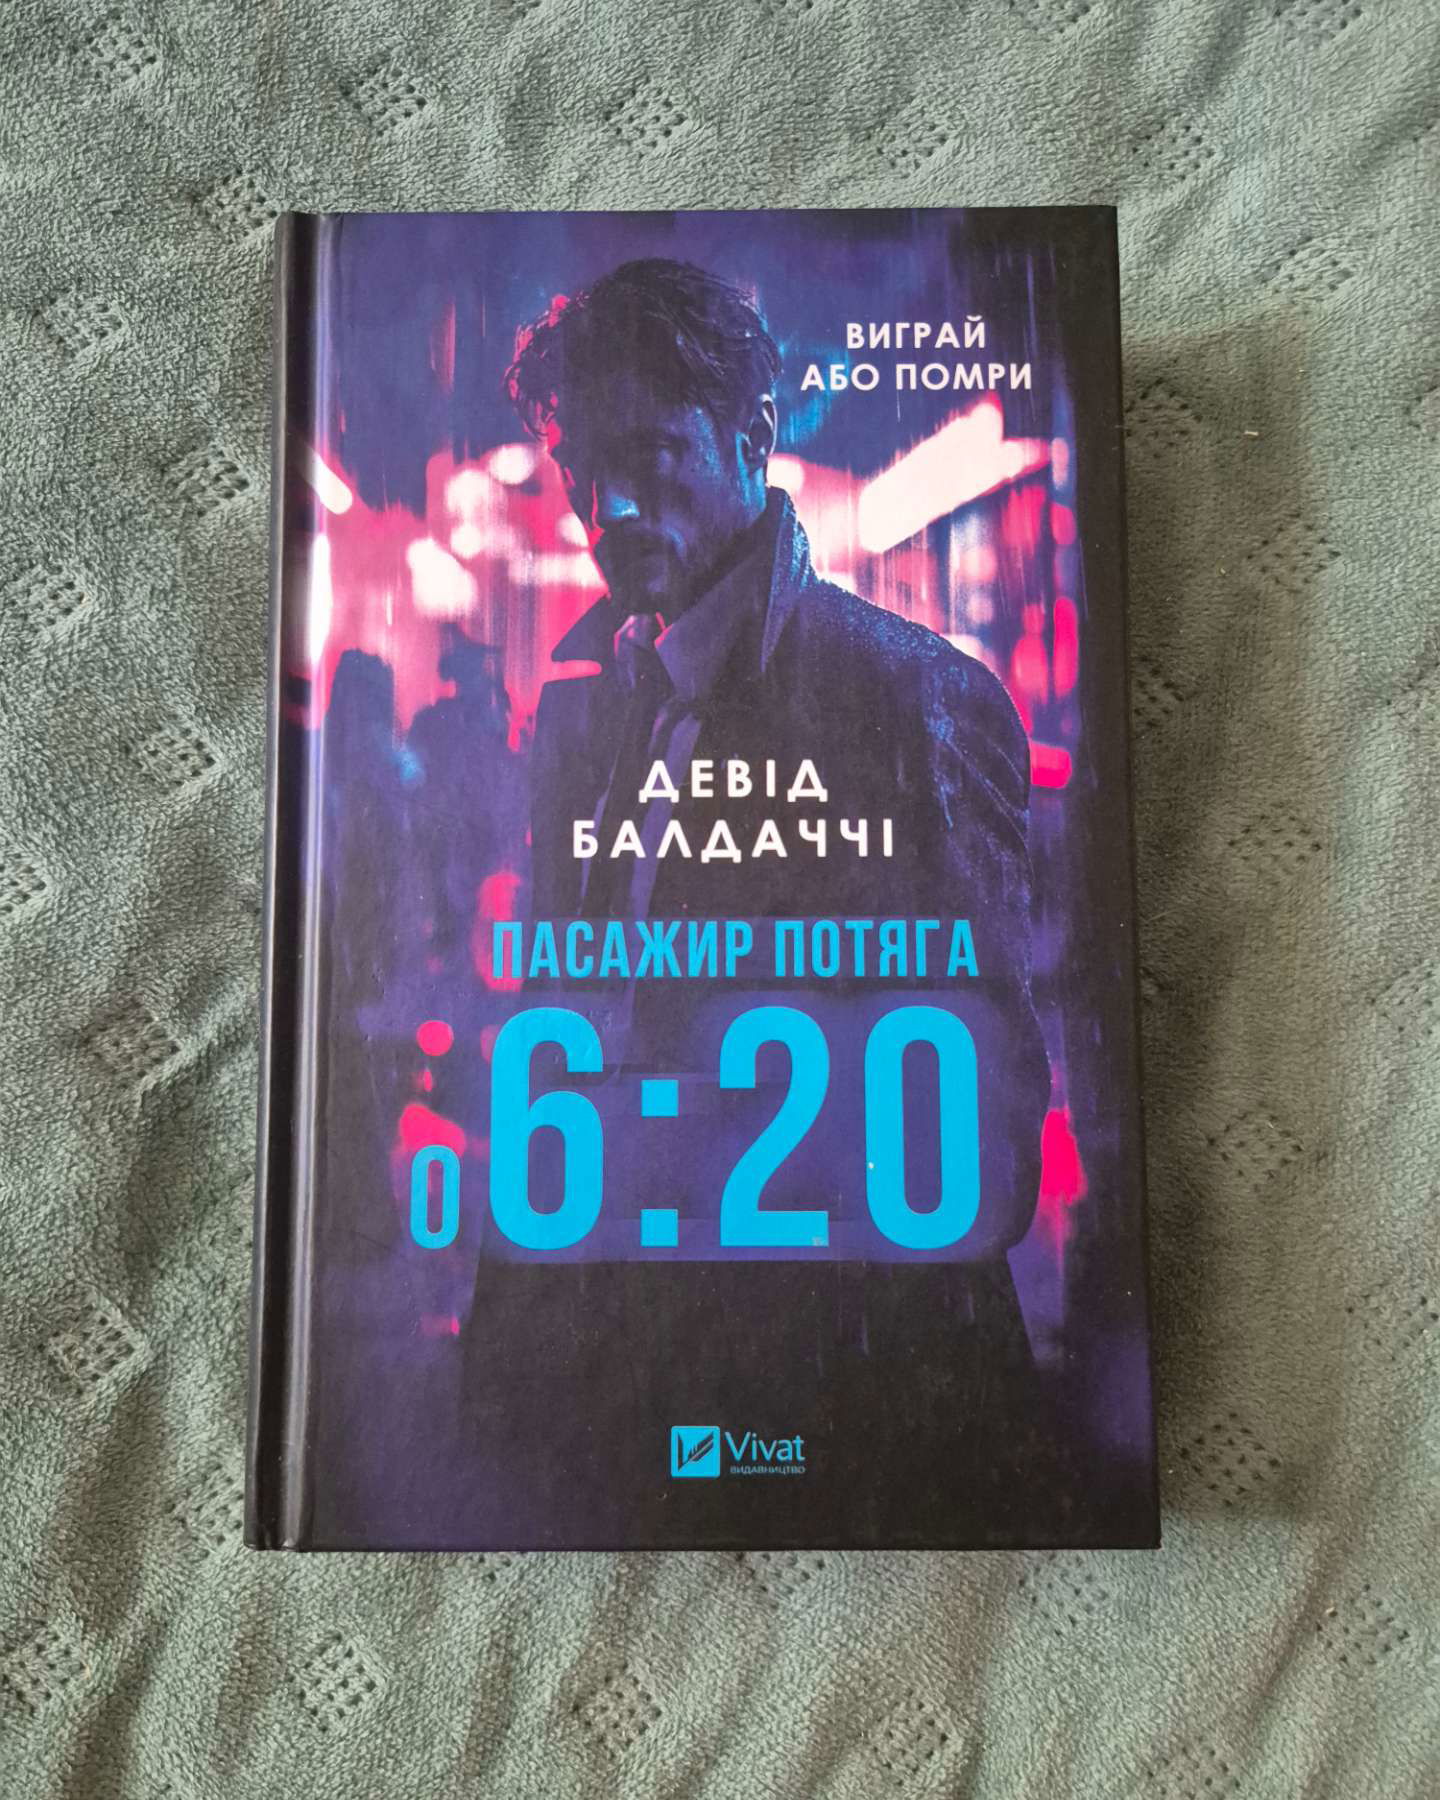 ВИГРАЙ
АБО ПОМРИ
ДЕВІД
БАЛДАЧЧІ
ПАСАЖИР ПОТЯГА
О 6:20
Vivat
ВИДАВНИЦТВО